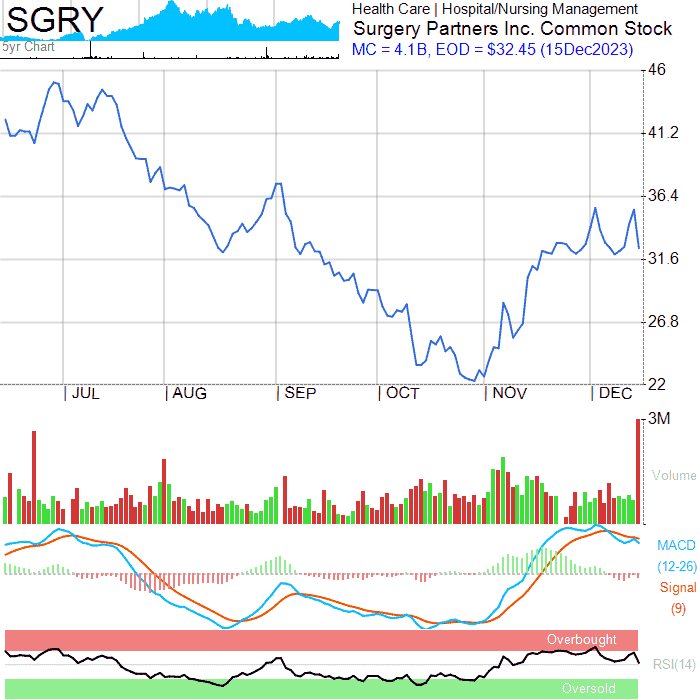 SGRY
5yr Chart
Health Care | Hospital/Nursing Management
Surgery Partners Inc. Common Stock
MC = 4.1B, EOD = $32.45 (15Dec2023)
46
41.2
36.4
31.6
26.8
22
JUL
AUG
SEP
OCT
NOV
DEC
3M
Volume
MACD
(12-26)
Signal
(9)
Overbought
RSI(14)
Oversold